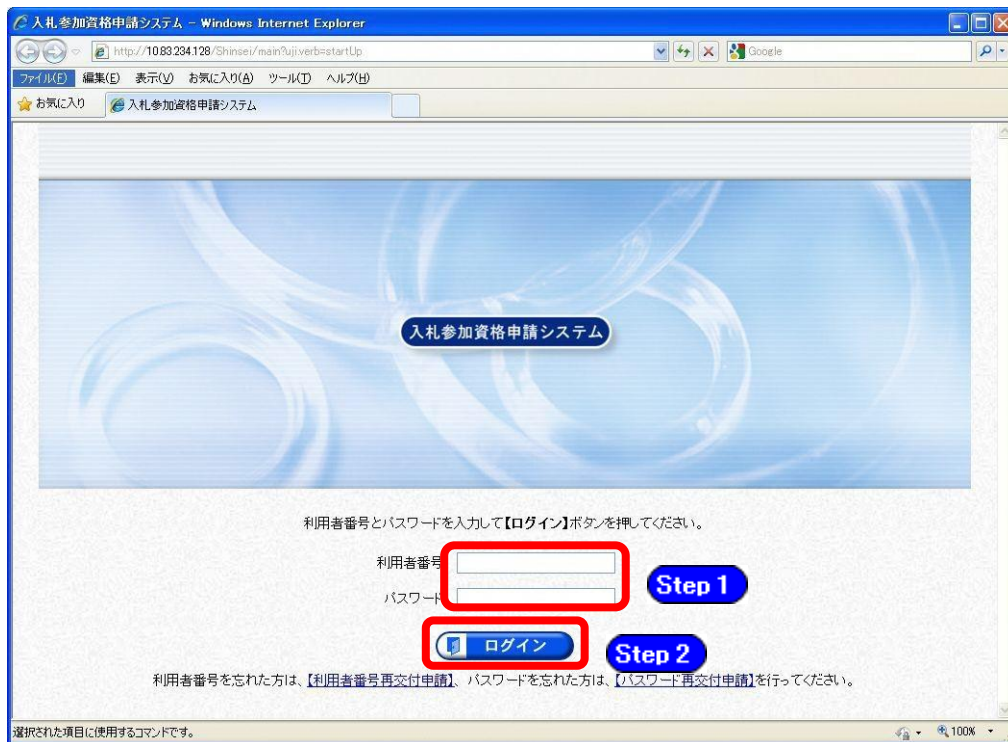 入札参加資格申請システム - Windows Internet Explorer
http://10.83.234.128/Shinsei/main?uji.verb=startUp
Google
ファイル(F) 編集(E) 表示(V) お気に入り(A) ツール(T) ヘルプ(H)
お気に入り 入札参加資格申請システム
入札参加資格申請システム
利用者番号とパスワードを入力して【ログイン】ボタンを押してください。
利用者番号
Step 1
パスワード
ログイン
Step 2
利用者番号を忘れた方は、【利用者番号再交付申請】、パスワードを忘れた方は、【パスワード再交付申請】を行ってください。
選択された項目に使用するコマンドです。
100%